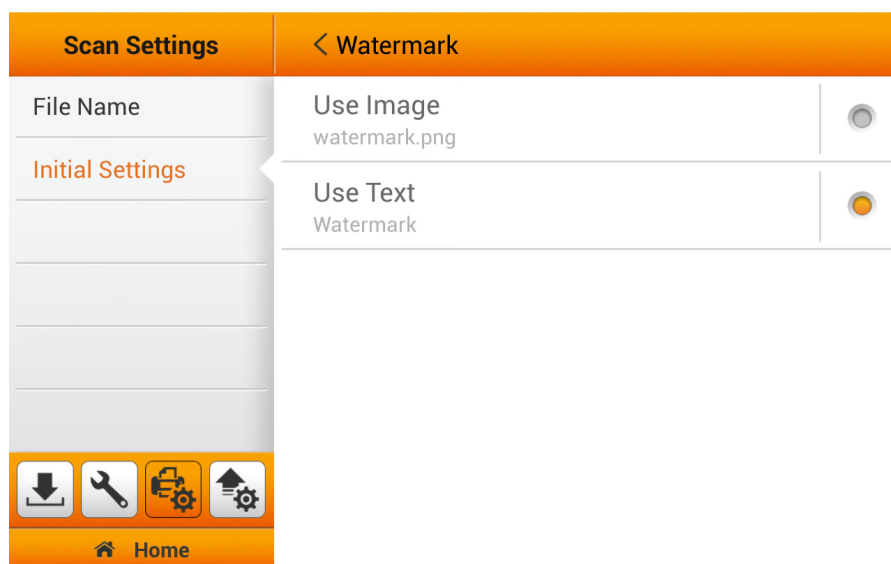 Scan Settings
Watermark
File Name
Initial Settings
Use Image
watermark.png
Use Text
Watermark
Home